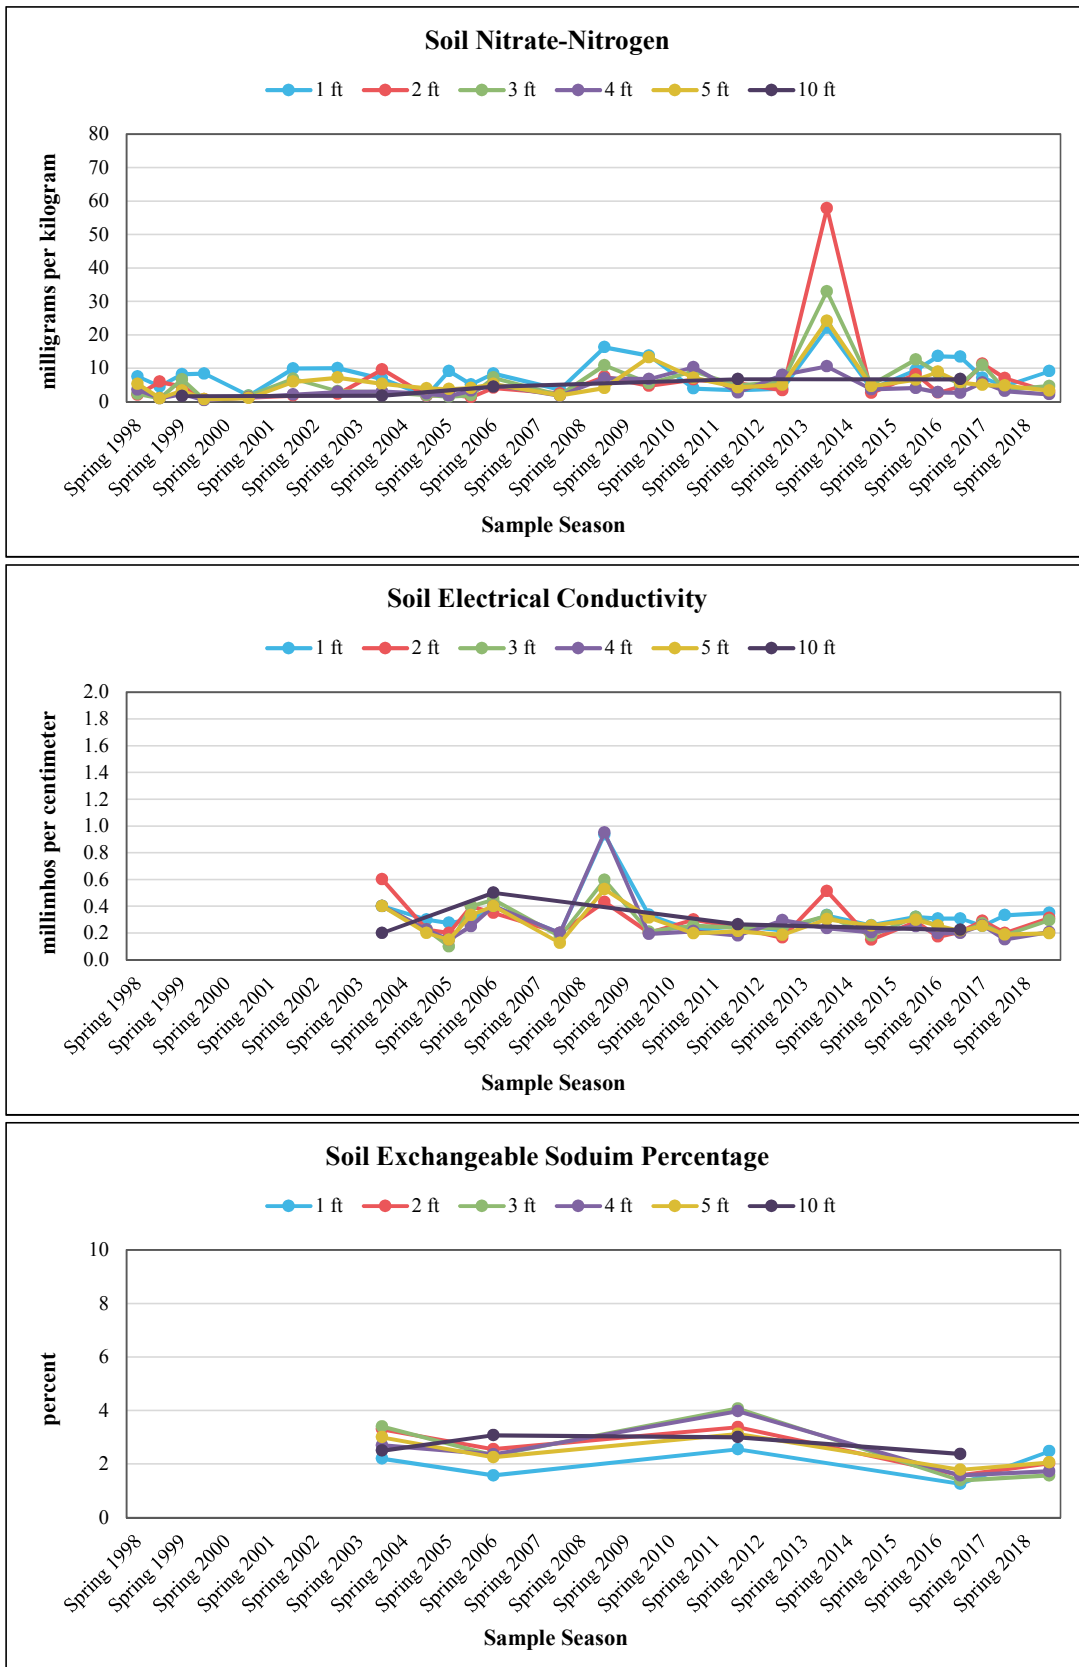 Soil Nitrate-Nitrogen
1 ft 2 ft 3 ft 4 ft 5 ft 10 ft
milligrams per kilogram
80
70
60
50
40
30
20
10
0
Spring 1998 Spring 1999 Spring 2000 Spring 2001 Spring 2002 Spring 2003 Spring 2004 Spring 2005 Spring 2006 Spring 2007 Spring 2008 Spring 2009 Spring 2010 Spring 2011 Spring 2012 Spring 2013 Spring 2014 Spring 2015 Spring 2016 Spring 2017 Spring 2018
Sample Season
Soil Electrical Conductivity
1 ft 2 ft 3 ft 4 ft 5 ft 10 ft
millimhos per centimeter
2.0
1.8
1.6
1.4
1.2
1.0
0.8
0.6
0.4
0.2
0.0
Spring 1998 Spring 1999 Spring 2000 Spring 2001 Spring 2002 Spring 2003 Spring 2004 Spring 2005 Spring 2006 Spring 2007 Spring 2008 Spring 2009 Spring 2010 Spring 2011 Spring 2012 Spring 2013 Spring 2014 Spring 2015 Spring 2016 Spring 2017 Spring 2018
Sample Season
Soil Exchangeable Soduim Percentage
1 ft 2 ft 3 ft 4 ft 5 ft 10 ft
percent
10
8
6
4
2
0
Spring 1998 Spring 1999 Spring 2000 Spring 2001 Spring 2002 Spring 2003 Spring 2004 Spring 2005 Spring 2006 Spring 2007 Spring 2008 Spring 2009 Spring 2010 Spring 2011 Spring 2012 Spring 2013 Spring 2014 Spring 2015 Spring 2016 Spring 2017 Spring 2018
Sample Season